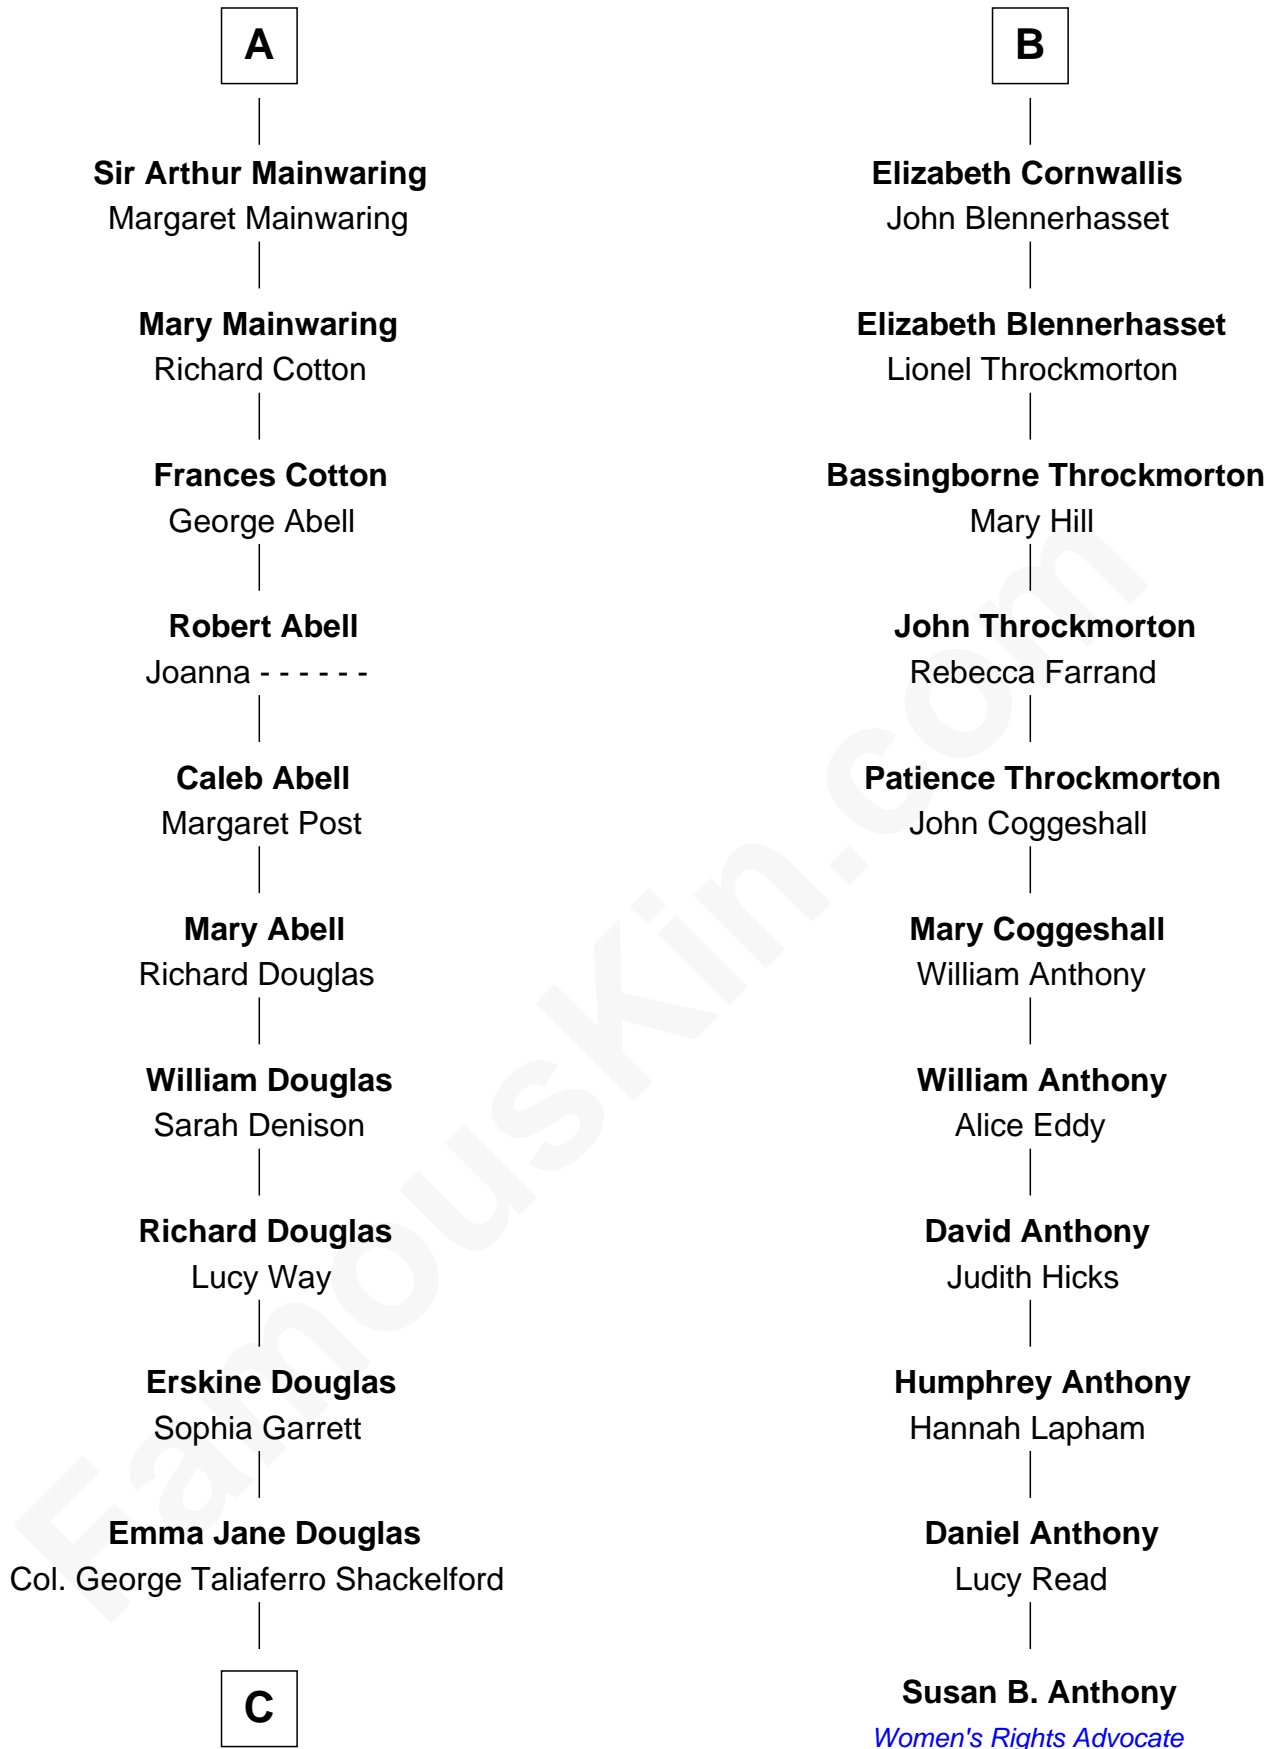 A
Sir Arthur Mainwaring
Margaret Mainwaring
Mary Mainwaring
Richard Cotton
Frances Cotton
George Abell
Robert Abell
Joanna - - - - - -
Caleb Abell
Margaret Post
Mary Abell
Richard Douglas
William Douglas
Sarah Denison
Richard Douglas
Lucy Way
Erskine Douglas
Sophia Garrett
Emma Jane Douglas
Col. George Taliaferro Shackelford
C
B
Elizabeth Cornwallis
John Blennerhasset
Elizabeth Blennerhasset
Lionel Throckmorton
Bassingborne Throckmorton
Mary Hill
John Throckmorton
Rebecca Farrand
Patience Throckmorton
John Coggeshall
Mary Coggeshall
William Anthony
William Anthony
Alice Eddy
David Anthony
Judith Hicks
Humphrey Anthony
Hannah Lapham
Daniel Anthony
Lucy Read
Susan B. Anthony
Women's Rights Advocate
FamousKin.com